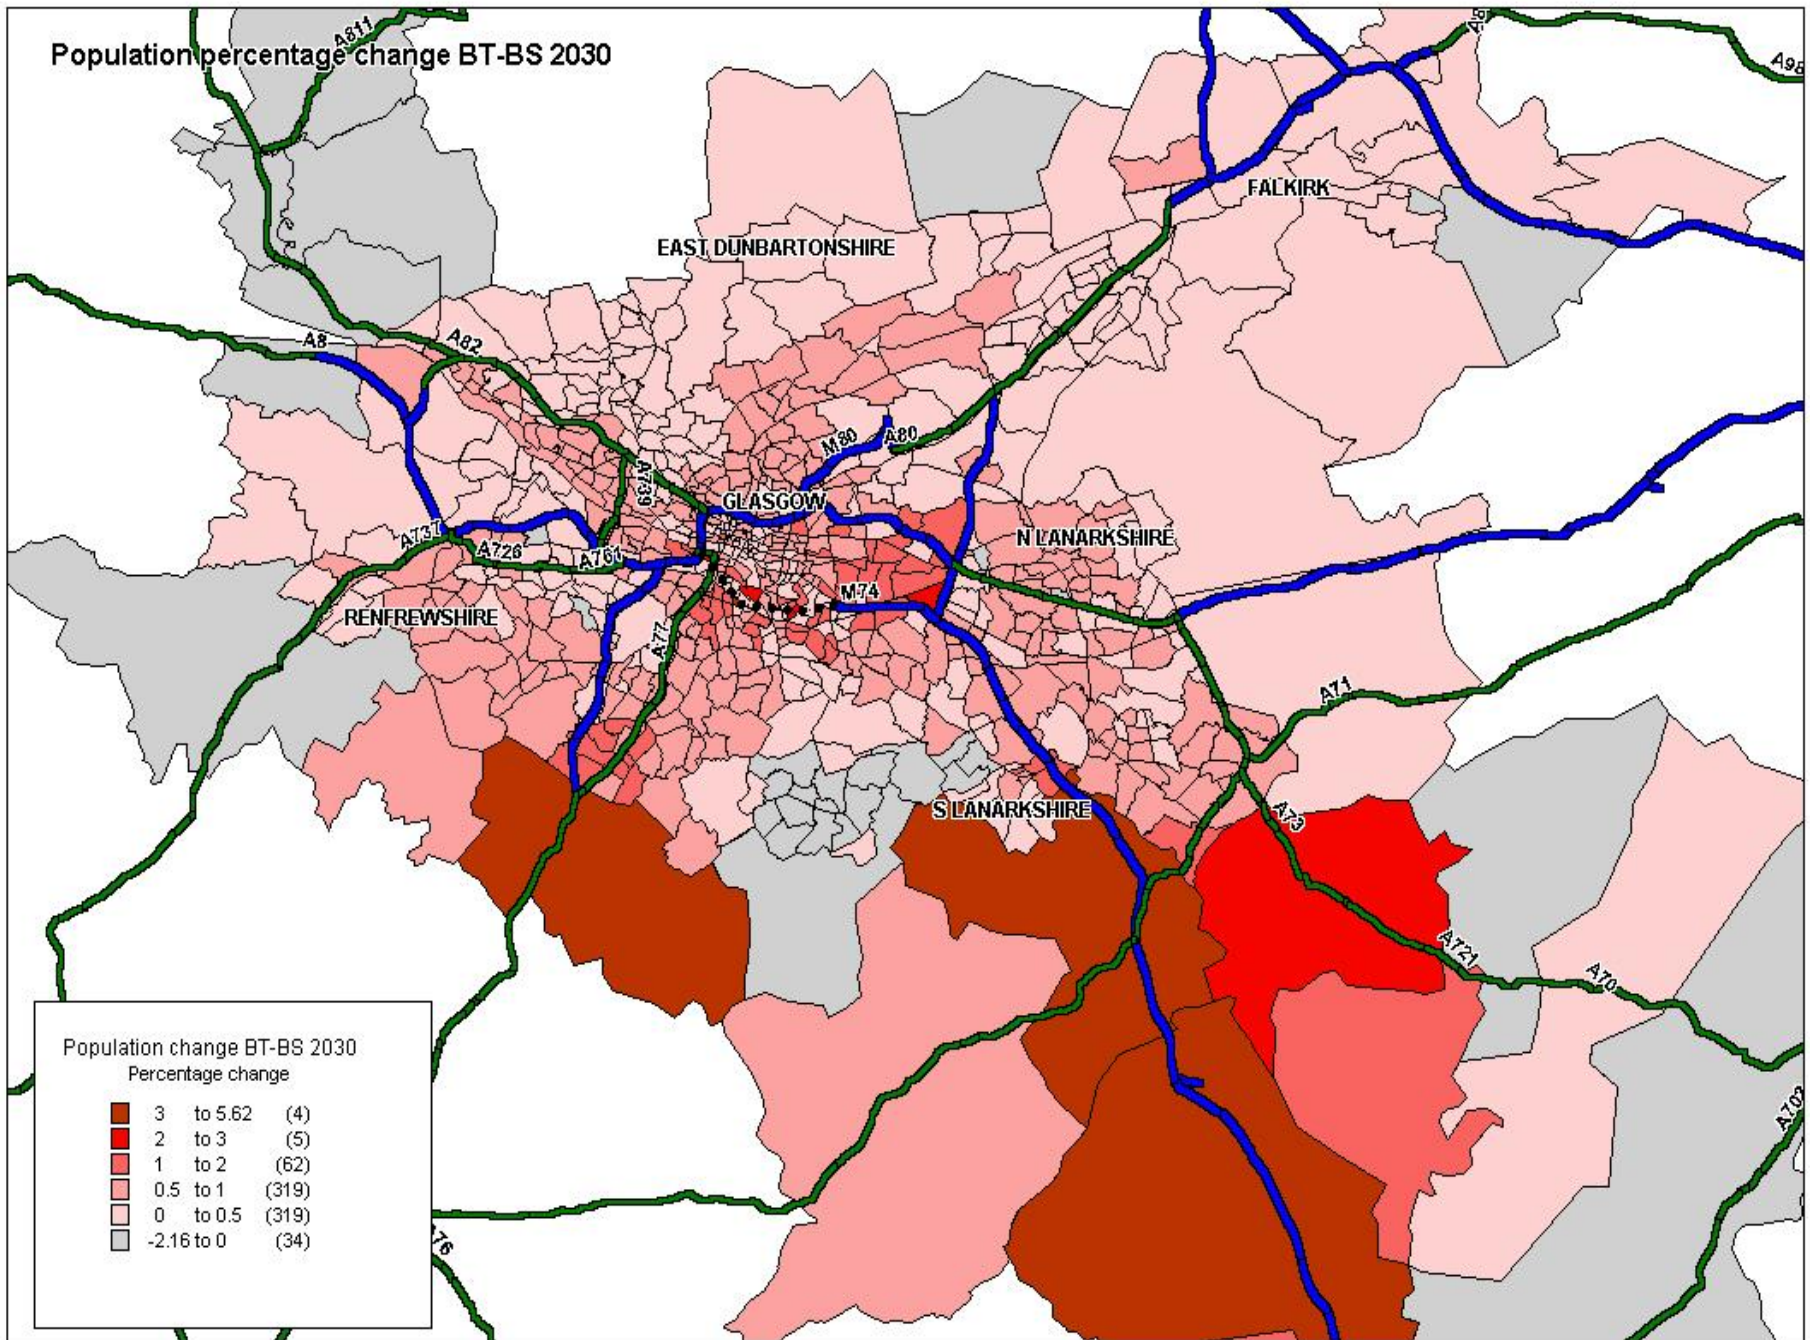 A811
Population percentage change BT-BS 2030
A98
FALKIRK
EAST DUNBARTONSHIRE
A8
A82
M80
A80
A739
GLASGOW
A737
A726
A761
N LANARKSHIRE
M74
RENFREWSHIRE
A77
A71
S LANARKSHIRE
A73
A721
A70
A702
A76
Population change BT-BS 2030
Percentage change
3 to 5.62 (4)
2 to 3 (5)
1 to 2 (62)
0.5 to 1 (319)
0 to 0.5 (319)
-2.16 to 0 (34)